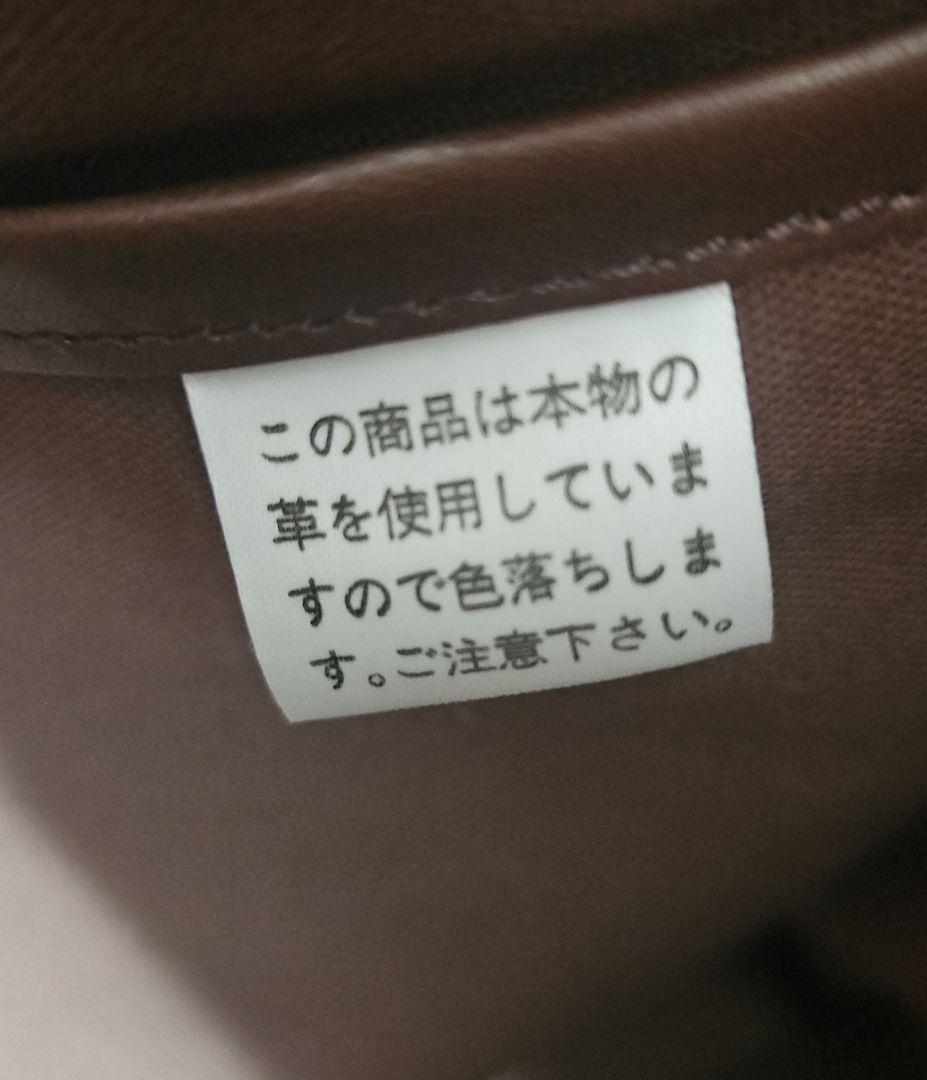 この商品は本物の
革を使用していま
すので色落ちしま
す。ご注意下さい。